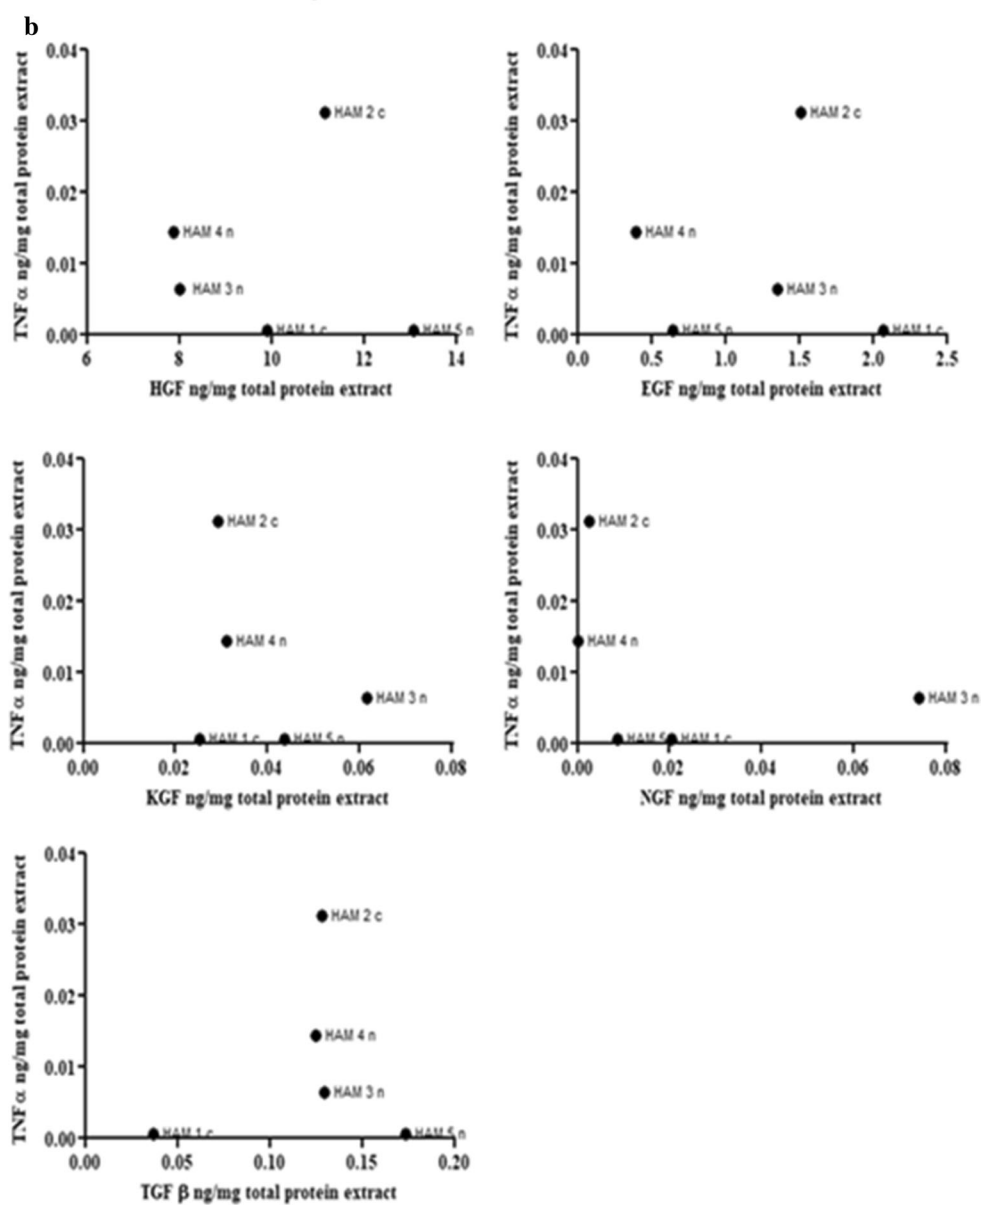 b
TNF α ng/mg total protein extract
0.04
0.03
0.02
0.01
0.00
HAM 2 c
HAM 4 n
HAM 3 n
HAM 1 c
HAM 5 n
6 8 10 12 14
HGF ng/mg total protein extract
TNF α ng/mg total protein extract
0.04
0.03
0.02
0.01
0.00
HAM 2 c
HAM 4 n
HAM 3 n
HAM 5 n
HAM 1 c
0.0 0.5 1.0 1.5 2.0 2.5
EGF ng/mg total protein extract
TNF α ng/mg total protein extract
0.04
0.03
0.02
0.01
0.00
HAM 2 c
HAM 4 n
HAM 3 n
HAM 1 c
HAM 5 n
0.00 0.02 0.04 0.06 0.08
KGF ng/mg total protein extract
TNF α ng/mg total protein extract
0.04
0.03
0.02
0.01
0.00
HAM 2 c
HAM 4 n
HAM 3 n
HAM 5
HAM 1 c
0.00 0.02 0.04 0.06 0.08
NGF ng/mg total protein extract
TNF α ng/mg total protein extract
0.04
0.03
0.02
0.01
0.00
HAM 2 c
HAM 4 n
HAM 3 n
HAM 1 c
HAM 5 n
0.00 0.05 0.10 0.15 0.20
TGF β ng/mg total protein extract